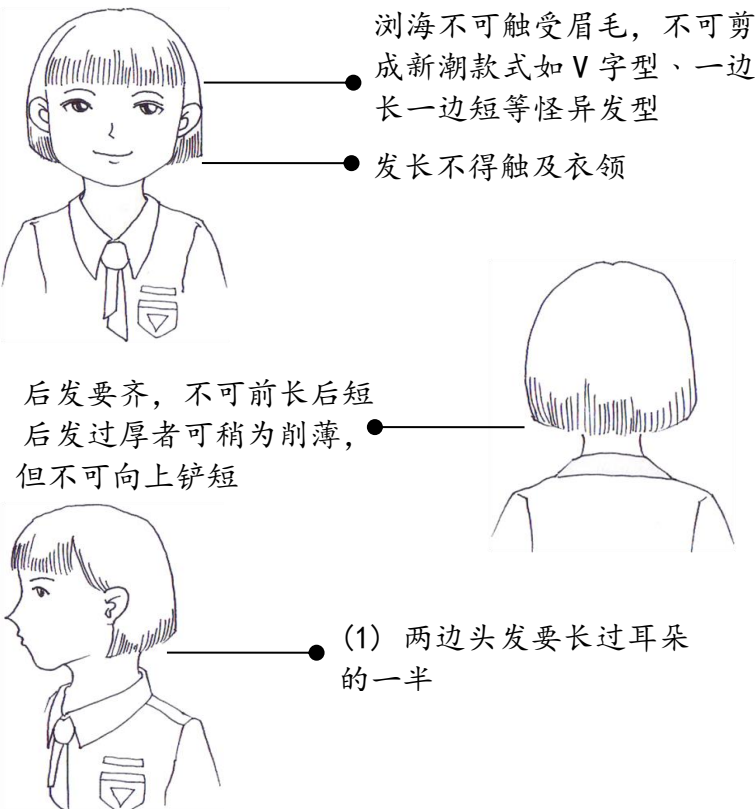 浏海不可触受眉毛，不可剪
成新潮款式如 V 字型、一边
长一边短等怪异发型
发长不得触及衣领
后发要齐，不可前长后短
后发过厚者可稍为削薄，
但不可向上铲短
(1) 两边头发要长过耳朵
的一半